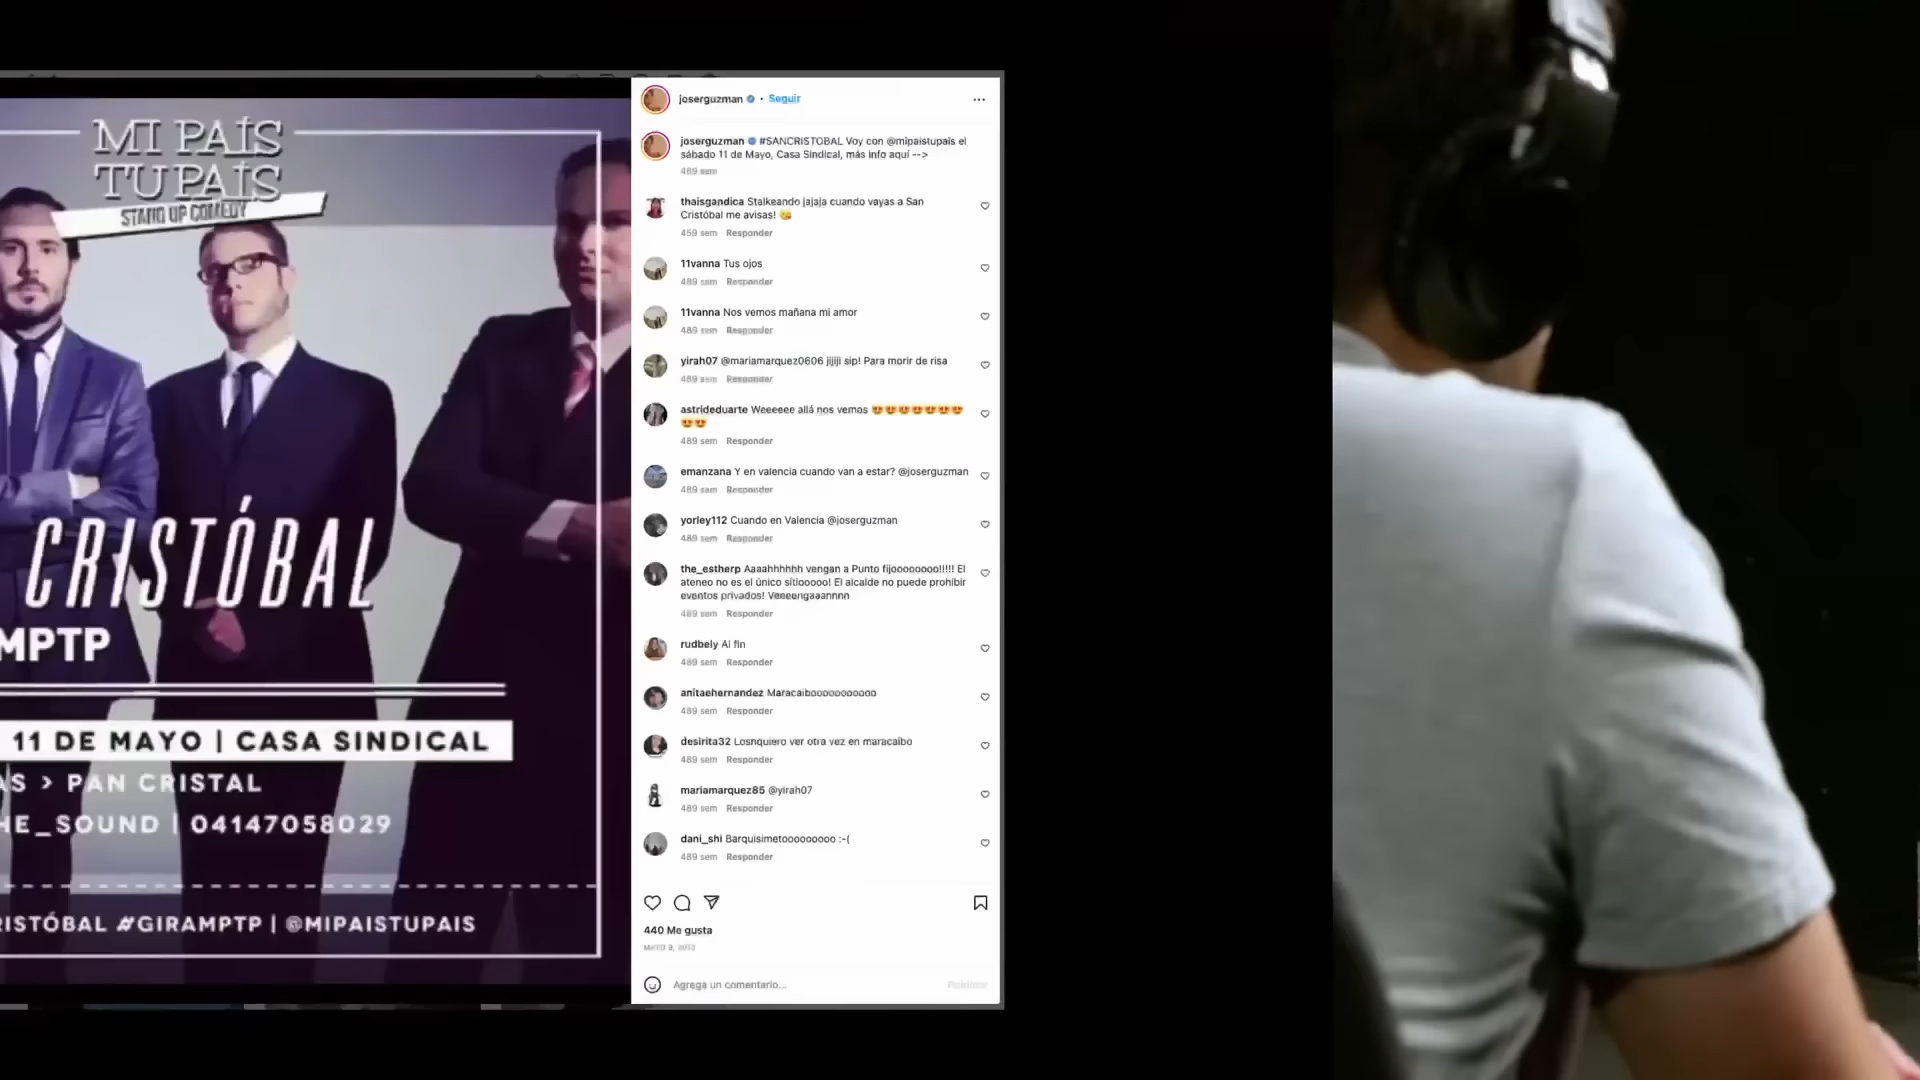 MI PAÍS
TU PAÍS
STAND UP COMEDY
CRISTÓBAL
MPTP
11 DE MAYO | CASA SINDICAL
AS > PAN CRISTAL
HE_SOUND | 04147058029
RISTÓBAL #GIRAMPTP | @MIPAISTUPAIS
joserguzman • Seguir
joserguzman #SANCRISTOBAL Voy con @mipaistupais el
sábado 11 de Mayo, Casa Sindical, más info aquí -->
489 sem
thaisgandica Stalkeando jajaja cuando vayas a San
Cristóbal me avisas! 😘
459 sem Responder
11vanna Tus ojos
489 sem Responder
11vanna Nos vemos mañana mi amor
489 sem Responder
yirah07 @mariamarquez0606 jijiji sip! Para morir de risa
489 sem Responder
astrideduarte Weeeeee allá nos vemos 😍😍😍😍😍😍😍
😍😍
489 sem Responder
emanzana Y en valencia cuando van a estar? @joserguzman
489 sem Responder
yorley112 Cuando en Valencia @joserguzman
489 sem Responder
the_estherp Aaaahhhhhh vengan a Punto fijoooooooo!!!!! El
ateneo no es el único sitiooooo! El alcalde no puede prohibir
eventos privados! Veeeengaaannnn
489 sem Responder
rudbely Al fin
489 sem Responder
anitaehernandez Maracaiboooooooooooo
489 sem Responder
desirita32 Losnquiero ver otra vez en maracaibo
489 sem Responder
mariamarquez85 @yirah07
489 sem Responder
dani_shi Barquisimetooooooooo :-(
489 sem Responder
440 Me gusta
MAYO 9, 2013
Agrega un comentario...
Publicar